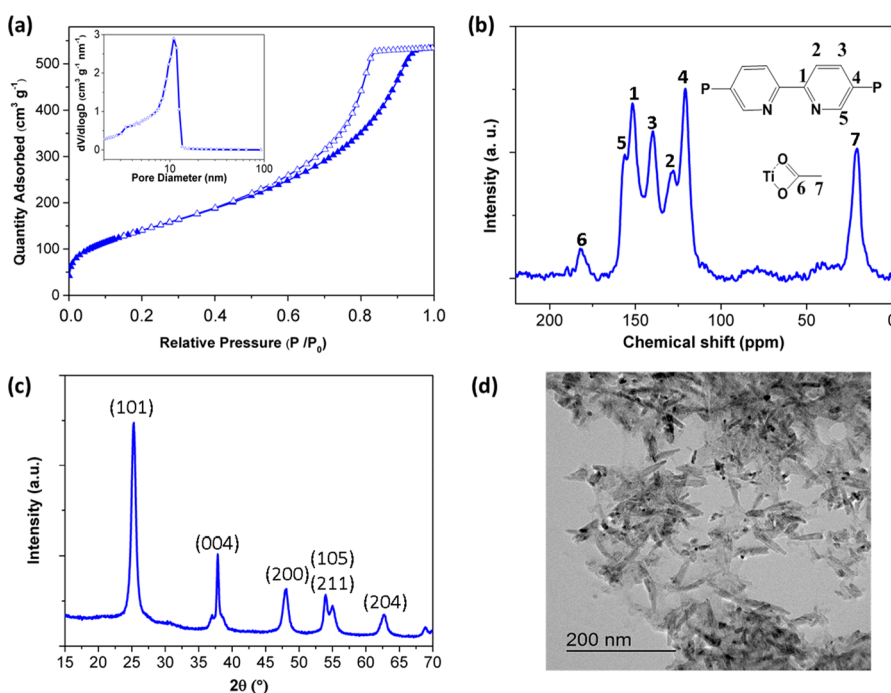 (a)
Quantity Adsorbed (cm³ g⁻¹)
600
500
400
300
200
100
0
0.0 0.2 0.4 0.6 0.8 1.0
Relative Pressure (P /P₀)
dV/dlogD (cm³ g⁻¹ nm⁻¹)
3
2
1
0
10 100
Pore Diameter (nm)
(b)
Intensity (a. u.)
6
5
1
3
2
4
7
200 150 100 50 0
Chemical shift (ppm)
2 3
1 4
P P
N N
5
O
Ti
O 6 7
(c)
Intensity (a.u.)
(101)
(004)
(200)
(105)
(211)
(204)
15 20 25 30 35 40 45 50 55 60 65 70
2θ (°)
(d)
200 nm